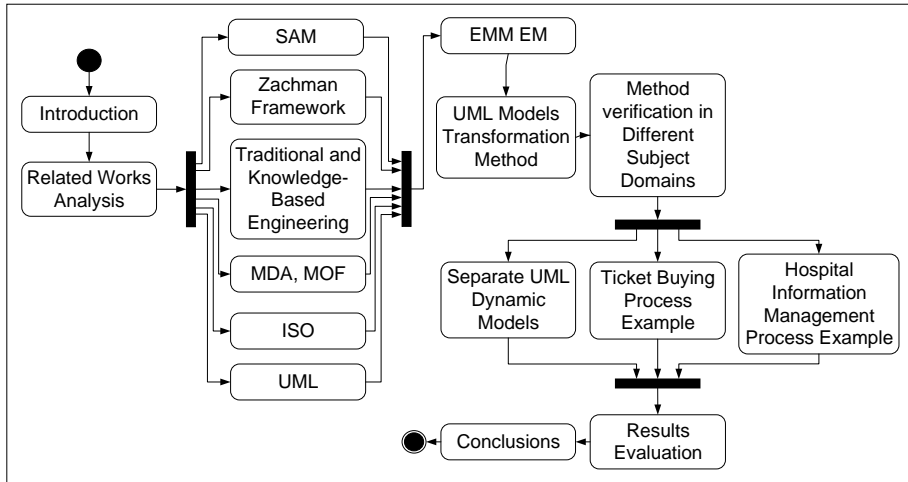 Introduction
Related Works
Analysis
SAM
Zachman
Framework
Traditional and
Knowledge-
Based
Engineering
MDA, MOF
ISO
UML
EMM EM
UML Models
Transformation
Method
Method
verification in
Different
Subject
Domains
Separate UML
Dynamic
Models
Ticket Buying
Process
Example
Hospital
Information
Management
Process Example
Results
Evaluation
Conclusions